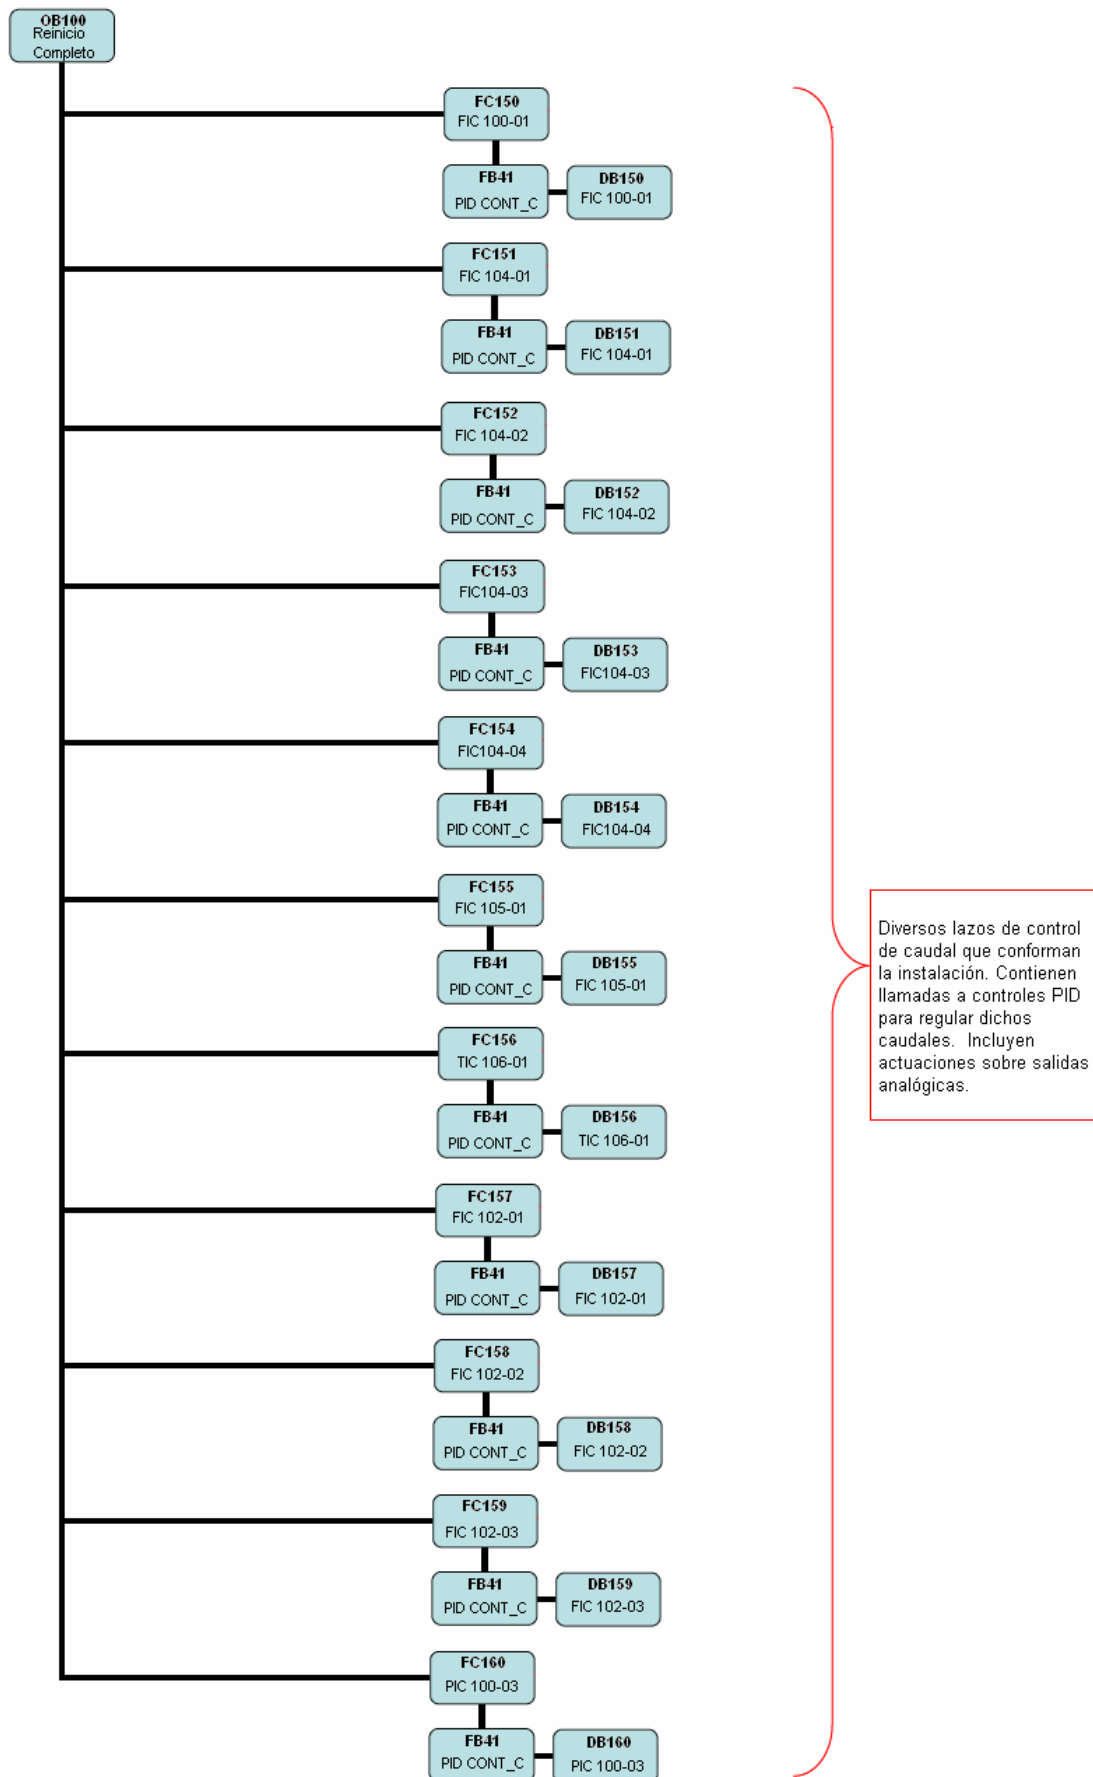 OB100
Reinicio
Completo
FC150
FIC 100-01
FB41
PID CONT_C
DB150
FIC 100-01
FC151
FIC 104-01
FB41
PID CONT_C
DB151
FIC 104-01
FC152
FIC 104-02
FB41
PID CONT_C
DB152
FIC 104-02
FC153
FIC104-03
FB41
PID CONT_C
DB153
FIC104-03
FC154
FIC104-04
FB41
PID CONT_C
DB154
FIC104-04
FC155
FIC 105-01
FB41
PID CONT_C
DB155
FIC 105-01
Diversos lazos de control
de caudal que conforman
la instalación. Contienen
llamadas a controles PID
para regular dichos
caudales. Incluyen
actuaciones sobre salidas
analógicas.
FC156
TIC 106-01
FB41
PID CONT_C
DB156
TIC 106-01
FC157
FIC 102-01
FB41
PID CONT_C
DB157
FIC 102-01
FC158
FIC 102-02
FB41
PID CONT_C
DB158
FIC 102-02
FC159
FIC 102-03
FB41
PID CONT_C
DB159
FIC 102-03
FC160
PIC 100-03
FB41
PID CONT_C
DB160
PIC 100-03